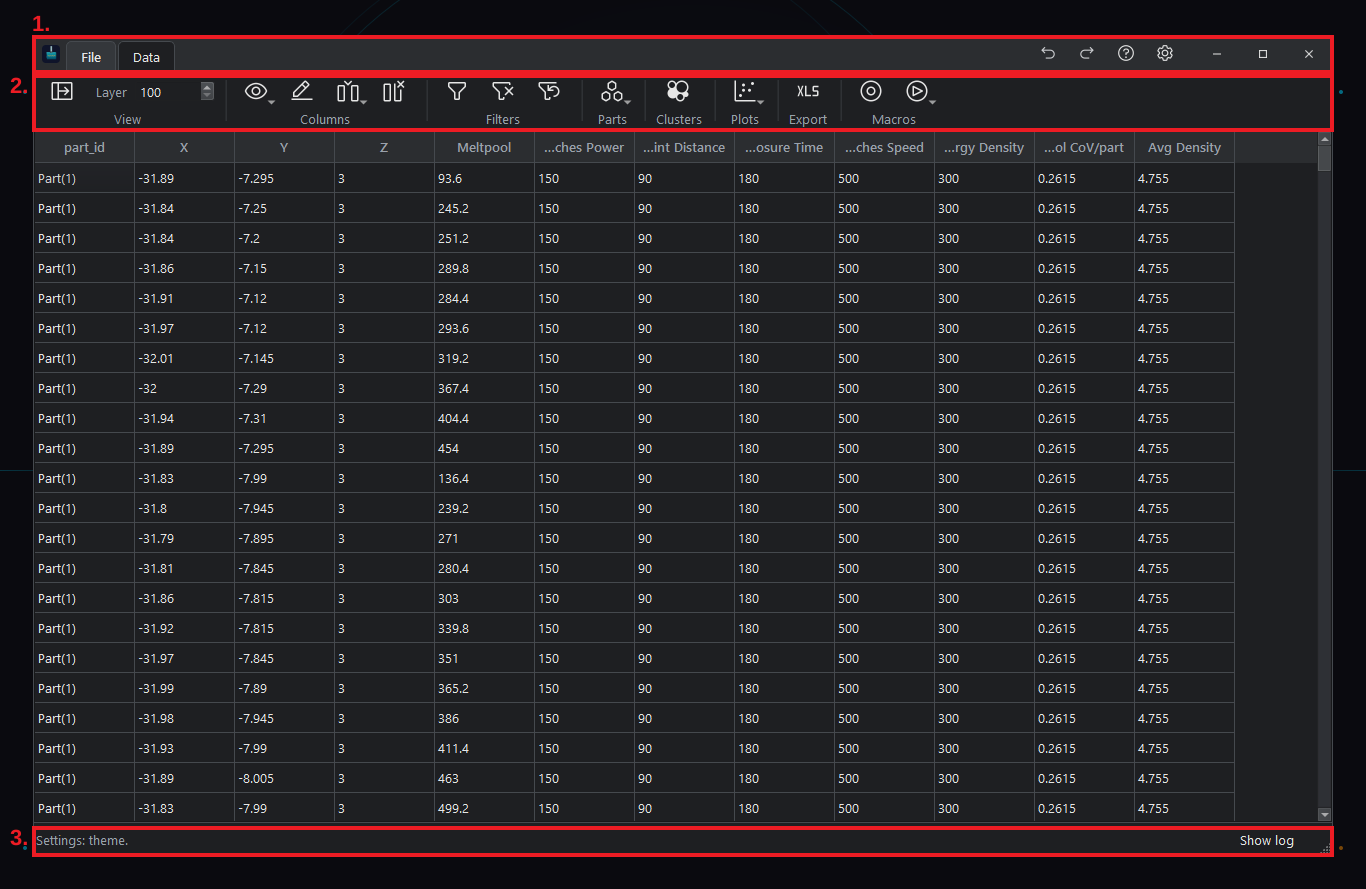 1.
File Data
2.
Layer 100 XLS
View Columns Filters Parts Clusters Plots Export Macros
part_id X Y Z Meltpool ...ches Power ...int Distance ...osure Time ...ches Speed ...rgy Density ...ol CoV/part Avg Density
Part(1) -31.89 -7.295 3 93.6 150 90 180 500 300 0.2615 4.755
Part(1) -31.84 -7.25 3 245.2 150 90 180 500 300 0.2615 4.755
Part(1) -31.84 -7.2 3 251.2 150 90 180 500 300 0.2615 4.755
Part(1) -31.86 -7.15 3 289.8 150 90 180 500 300 0.2615 4.755
Part(1) -31.91 -7.12 3 284.4 150 90 180 500 300 0.2615 4.755
Part(1) -31.97 -7.12 3 293.6 150 90 180 500 300 0.2615 4.755
Part(1) -32.01 -7.145 3 319.2 150 90 180 500 300 0.2615 4.755
Part(1) -32 -7.29 3 367.4 150 90 180 500 300 0.2615 4.755
Part(1) -31.94 -7.31 3 404.4 150 90 180 500 300 0.2615 4.755
Part(1) -31.89 -7.295 3 454 150 90 180 500 300 0.2615 4.755
Part(1) -31.83 -7.99 3 136.4 150 90 180 500 300 0.2615 4.755
Part(1) -31.8 -7.945 3 239.2 150 90 180 500 300 0.2615 4.755
Part(1) -31.79 -7.895 3 271 150 90 180 500 300 0.2615 4.755
Part(1) -31.81 -7.845 3 280.4 150 90 180 500 300 0.2615 4.755
Part(1) -31.86 -7.815 3 303 150 90 180 500 300 0.2615 4.755
Part(1) -31.92 -7.815 3 339.8 150 90 180 500 300 0.2615 4.755
Part(1) -31.97 -7.845 3 351 150 90 180 500 300 0.2615 4.755
Part(1) -31.99 -7.89 3 365.2 150 90 180 500 300 0.2615 4.755
Part(1) -31.98 -7.945 3 386 150 90 180 500 300 0.2615 4.755
Part(1) -31.93 -7.99 3 411.4 150 90 180 500 300 0.2615 4.755
Part(1) -31.89 -8.005 3 463 150 90 180 500 300 0.2615 4.755
Part(1) -31.83 -7.99 3 499.2 150 90 180 500 300 0.2615 4.755
3.
Settings: theme. Show log